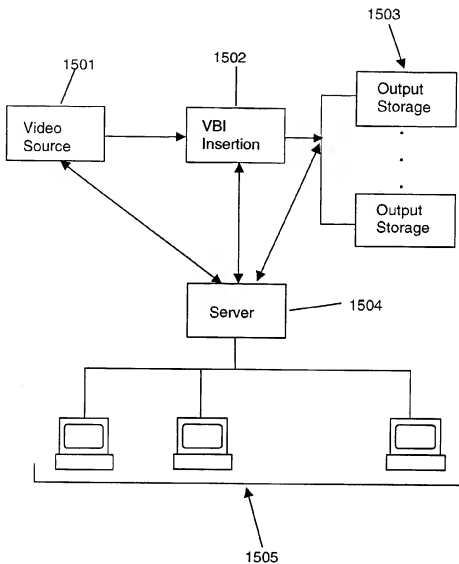 1503
1502
1501
Output
Storage
Video
Source
VBI
Insertion
Output
Storage
Server
1504
1505